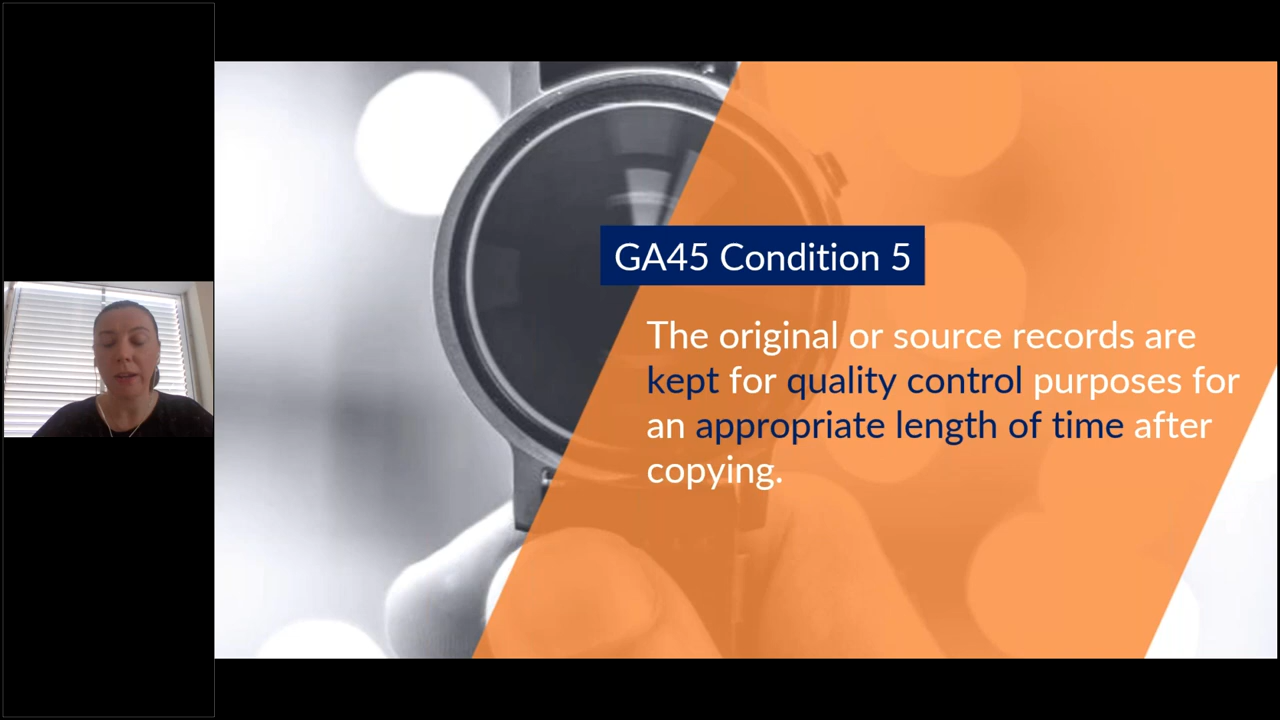 GA45 Condition 5
The original or source records are
kept for quality control purposes for
an appropriate length of time after
copying.